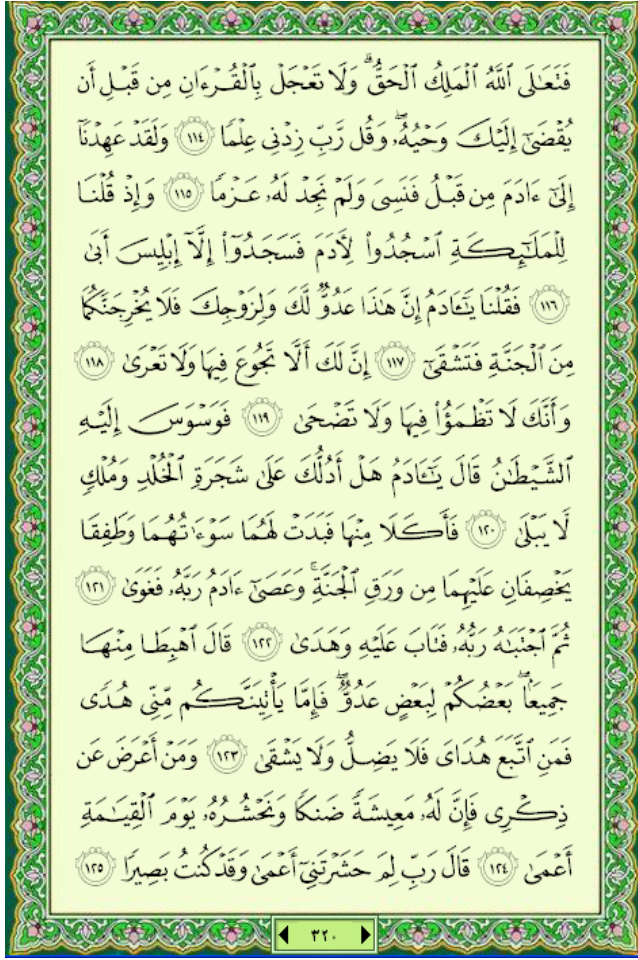 فَتَعَٰلَى ٱللَّهُ ٱلْمَلِكُ ٱلْحَقُّ ۗ وَلَا تَعْجَلْ بِٱلْقُرْءَانِ مِن قَبْلِ أَن
يُقْضَىٰٓ إِلَيْكَ وَحْيُهُۥ ۖ وَقُل رَّبِّ زِدْنِى عِلْمًا ١١٤ وَلَقَدْ عَهِدْنَآ
إِلَىٰٓ ءَادَمَ مِن قَبْلُ فَنَسِىَ وَلَمْ نَجِدْ لَهُۥ عَزْمًا ١١٥ وَإِذْ قُلْنَا
لِلْمَلَٰٓئِكَةِ ٱسْجُدُوا۟ لِـَٔادَمَ فَسَجَدُوٓا۟ إِلَّآ إِبْلِيسَ أَبَىٰ
١١٦ فَقُلْنَا يَٰٓـَٔادَمُ إِنَّ هَٰذَا عَدُوٌّ لَّكَ وَلِزَوْجِكَ فَلَا يُخْرِجَنَّكُمَا
مِنَ ٱلْجَنَّةِ فَتَشْقَىٰٓ ١١٧ إِنَّ لَكَ أَلَّا تَجُوعَ فِيهَا وَلَا تَعْرَىٰ ١١٨
وَأَنَّكَ لَا تَظْمَؤُا۟ فِيهَا وَلَا تَضْحَىٰ ١١٩ فَوَسْوَسَ إِلَيْهِ
ٱلشَّيْطَٰنُ قَالَ يَٰٓـَٔادَمُ هَلْ أَدُلُّكَ عَلَىٰ شَجَرَةِ ٱلْخُلْدِ وَمُلْكٍ
لَّا يَبْلَىٰ ١٢٠ فَأَكَلَا مِنْهَا فَبَدَتْ لَهُمَا سَوْءَٰتُهُمَا وَطَفِقَا
يَخْصِفَانِ عَلَيْهِمَا مِن وَرَقِ ٱلْجَنَّةِ ۚ وَعَصَىٰٓ ءَادَمُ رَبَّهُۥ فَغَوَىٰ ١٢١
ثُمَّ ٱجْتَبَٰهُ رَبُّهُۥ فَتَابَ عَلَيْهِ وَهَدَىٰ ١٢٢ قَالَ ٱهْبِطَا مِنْهَا
جَمِيعًۢا ۖ بَعْضُكُمْ لِبَعْضٍ عَدُوٌّ ۖ فَإِمَّا يَأْتِيَنَّكُم مِّنِّى هُدًى
فَمَنِ ٱتَّبَعَ هُدَاىَ فَلَا يَضِلُّ وَلَا يَشْقَىٰ ١٢٣ وَمَنْ أَعْرَضَ عَن
ذِكْرِى فَإِنَّ لَهُۥ مَعِيشَةً ضَنكًا وَنَحْشُرُهُۥ يَوْمَ ٱلْقِيَٰمَةِ
أَعْمَىٰ ١٢٤ قَالَ رَبِّ لِمَ حَشَرْتَنِىٓ أَعْمَىٰ وَقَدْ كُنتُ بَصِيرًا ١٢٥
٣٢٠